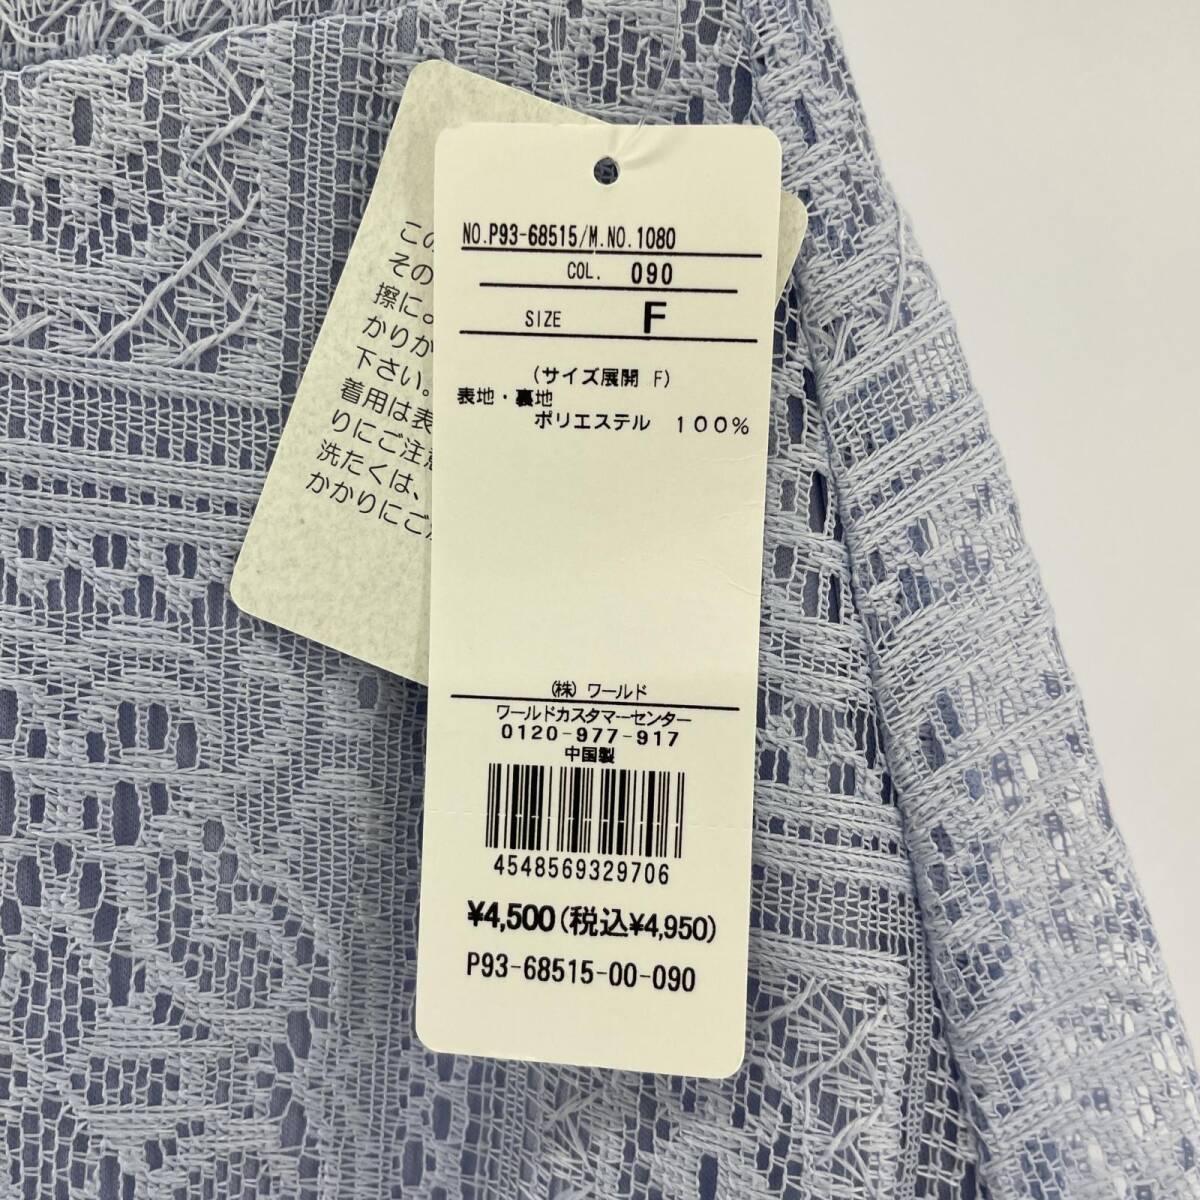 NO.P93-68515/M.NO.1080
COL. 090
SIZE F
(サイズ展開 F)
表地・裏地
ポリエステル 100%
(株)ワールド
ワールドカスタマーセンター
0120-977-917
中国製
4548569329706
¥4,500(税込¥4,950)
P93-68515-00-090
この
その
擦によ
かりか
下さい。
着用は表
りにご注意
洗たくは、
かかりにご